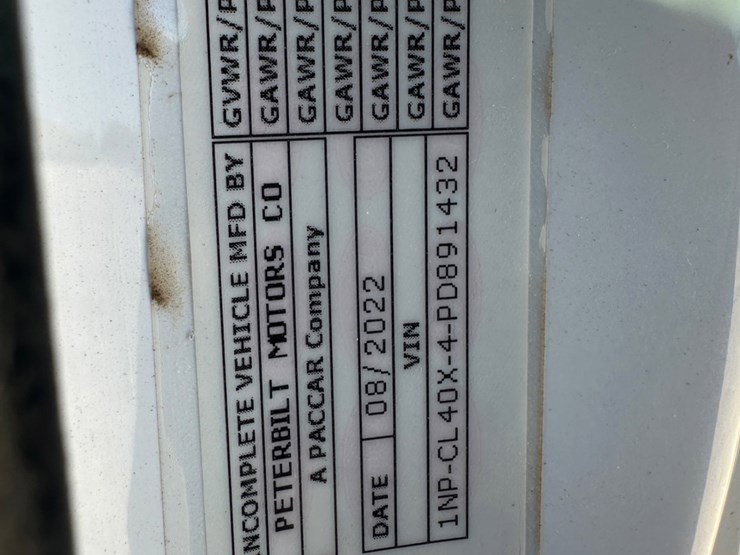 INCOMPLETE VEHICLE MFD BY
PETERBILT MOTORS CO
A PACCAR Company
DATE 08/2022
VIN
1NP-CL40X-4-PD891432
GVWR/P
GAWR/P
GAWR/P
GAWR/P
GAWR/P
GAWR/P
GAWR/P